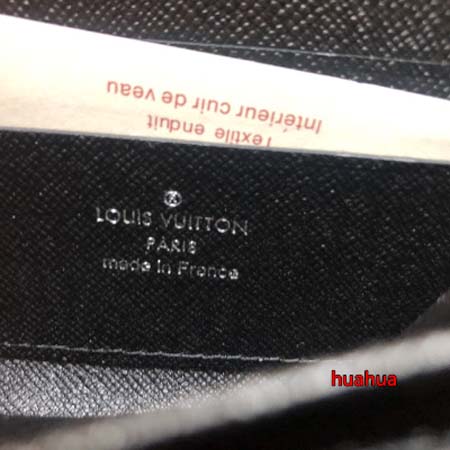 Textile enduit
Intérieur cuir de veau
LOUIS VUITTON
PARIS
made in France
huahua